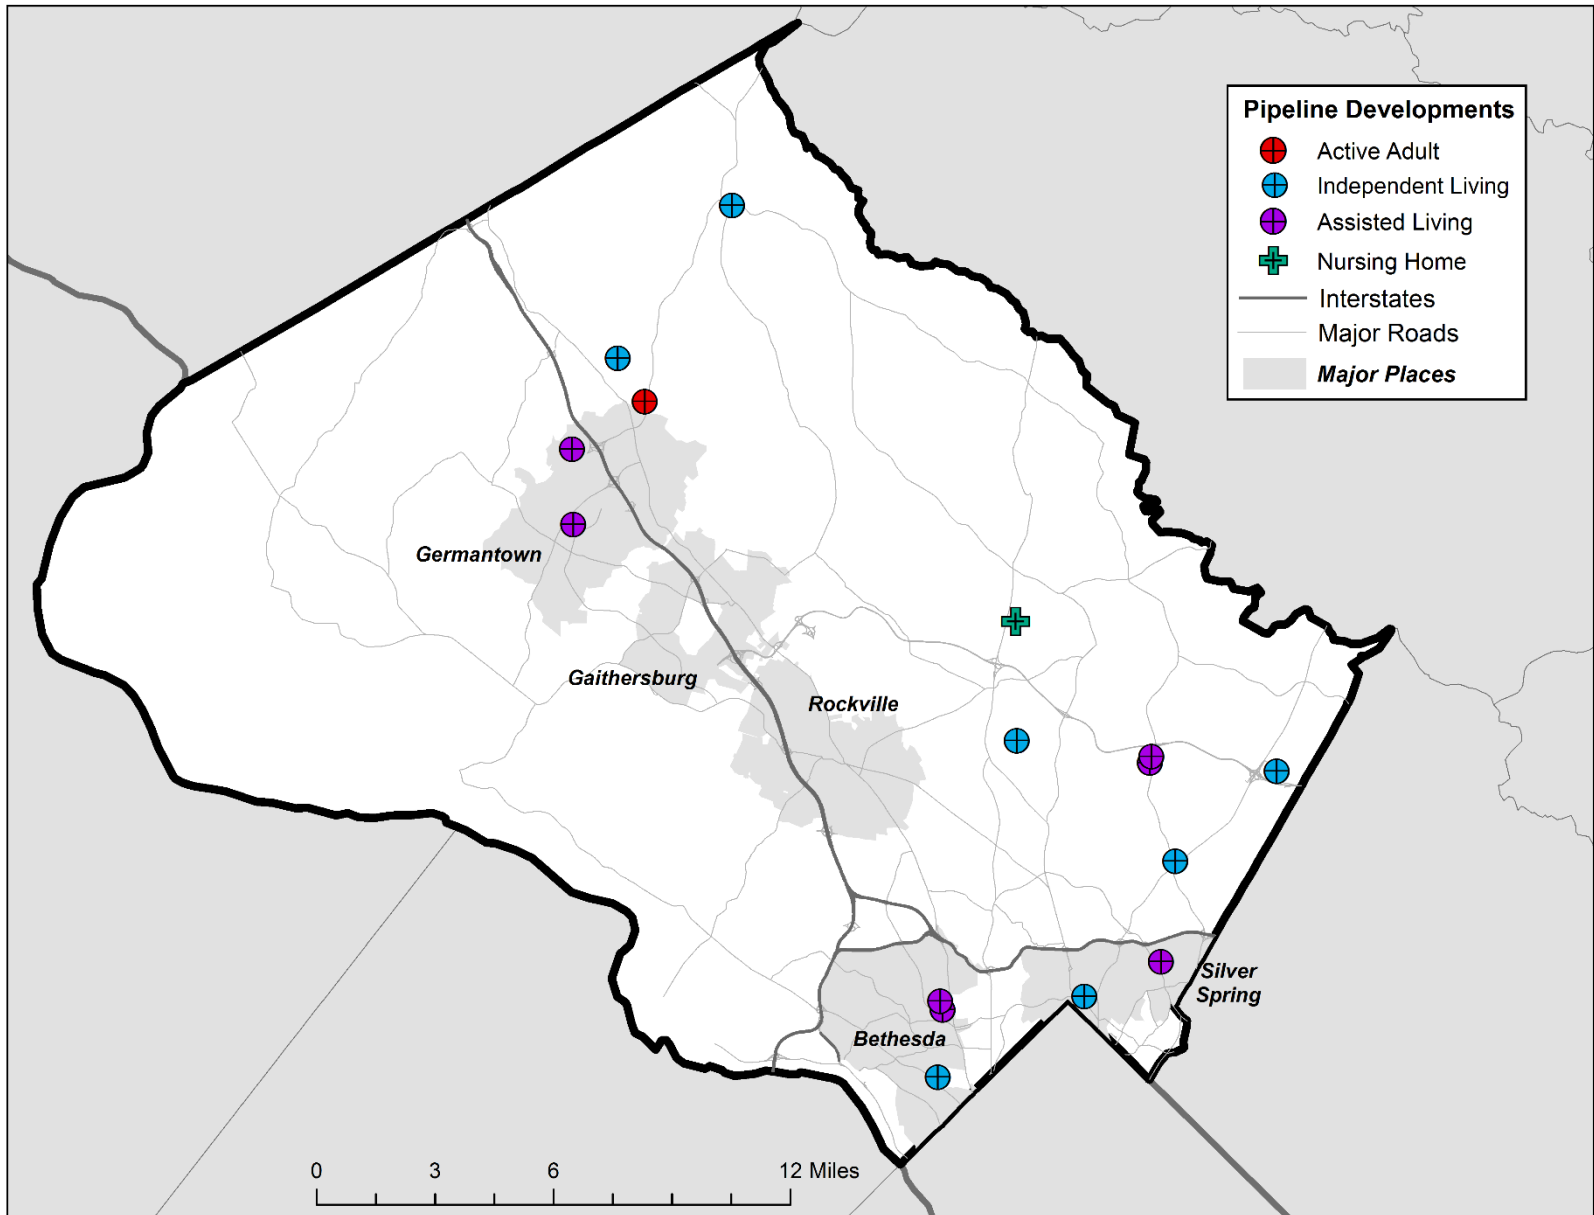 Pipeline Developments
Active Adult
Independent Living
Assisted Living
Nursing Home
Interstates
Major Roads
Major Places
Germantown
Gaithersburg
Rockville
Silver
Spring
Bethesda
0 3 6 12 Miles